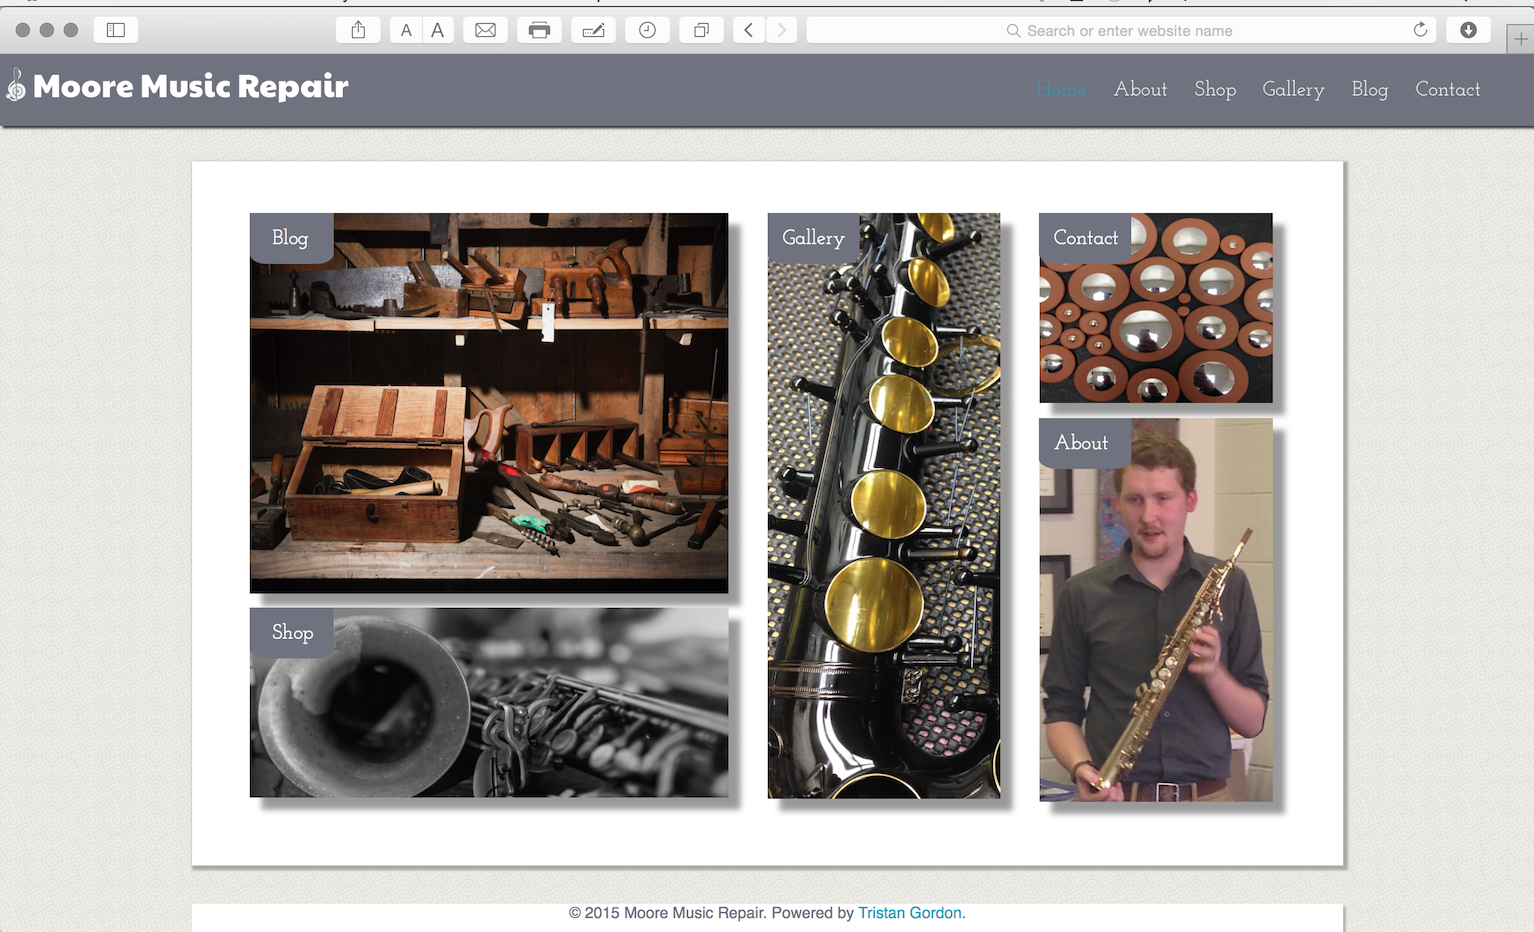 A A
Search or enter website name
Moore Music Repair
Home About Shop Gallery Blog Contact
Blog
Gallery
Contact
About
Shop
© 2015 Moore Music Repair. Powered by Tristan Gordon.